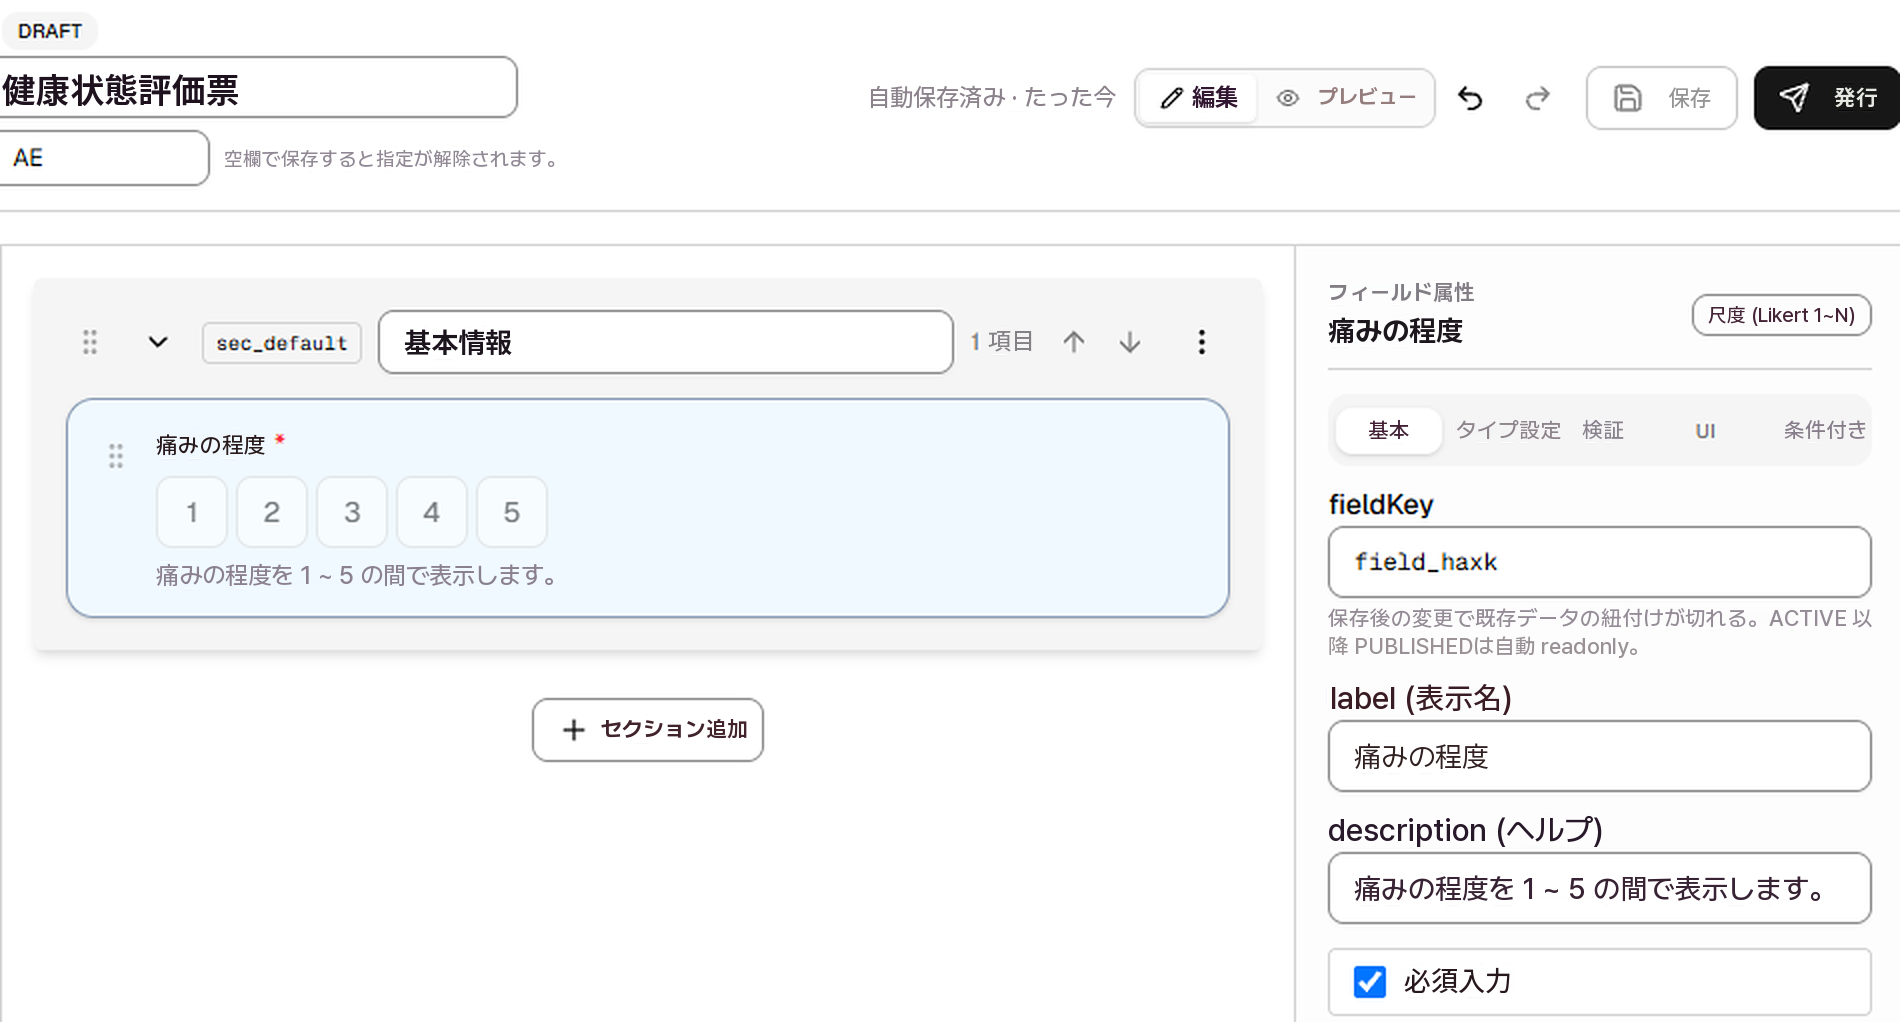 DRAFT
健康状態評価票
自動保存済み · たった今
編集
プレビュー
保存
発行
AE
空欄で保存すると指定が解除されます。
sec_default
基本情報
1 項目
痛みの程度 *
1 2 3 4 5
痛みの程度を 1 ~ 5 の間で表示します。
セクション追加
フィールド属性
痛みの程度
尺度 (Likert 1~N)
基本 タイプ設定 検証 UI 条件付き
fieldKey
field_haxk
保存後の変更で既存データの紐付けが切れる。ACTIVE 以
降 PUBLISHEDは自動 readonly。
label (表示名)
痛みの程度
description (ヘルプ)
痛みの程度を 1 ~ 5 の間で表示します。
必須入力